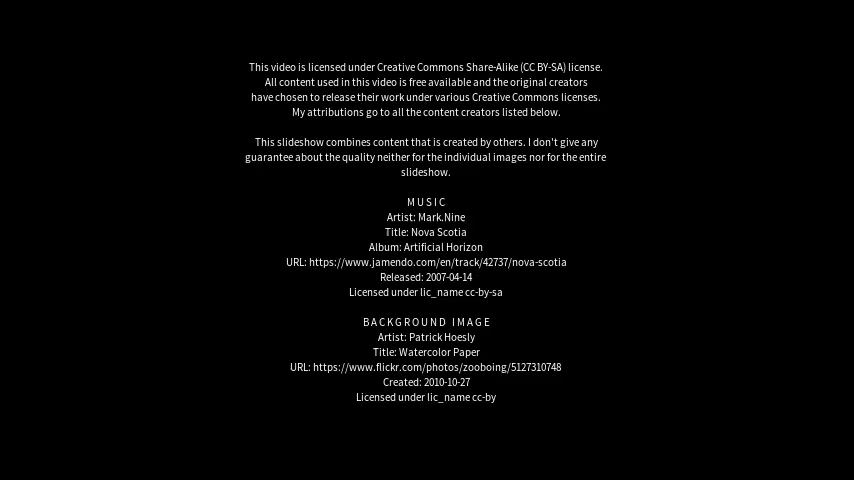 This video is licensed under Creative Commons Share-Alike (CC BY-SA) license.
All content used in this video is free available and the original creators
have chosen to release their work under various Creative Commons licenses.
My attributions go to all the content creators listed below.
This slideshow combines content that is created by others. I don't give any
guarantee about the quality neither for the individual images nor for the entire
slideshow.
MUSIC
Artist: Mark.Nine
Title: Nova Scotia
Album: Artificial Horizon
URL: https://www.jamendo.com/en/track/42737/nova-scotia
Released: 2007-04-14
Licensed under lic_name cc-by-sa
BACKGROUND IMAGE
Artist: Patrick Hoesly
Title: Watercolor Paper
URL: https://www.flickr.com/photos/zooboing/5127310748
Created: 2010-10-27
Licensed under lic_name cc-by